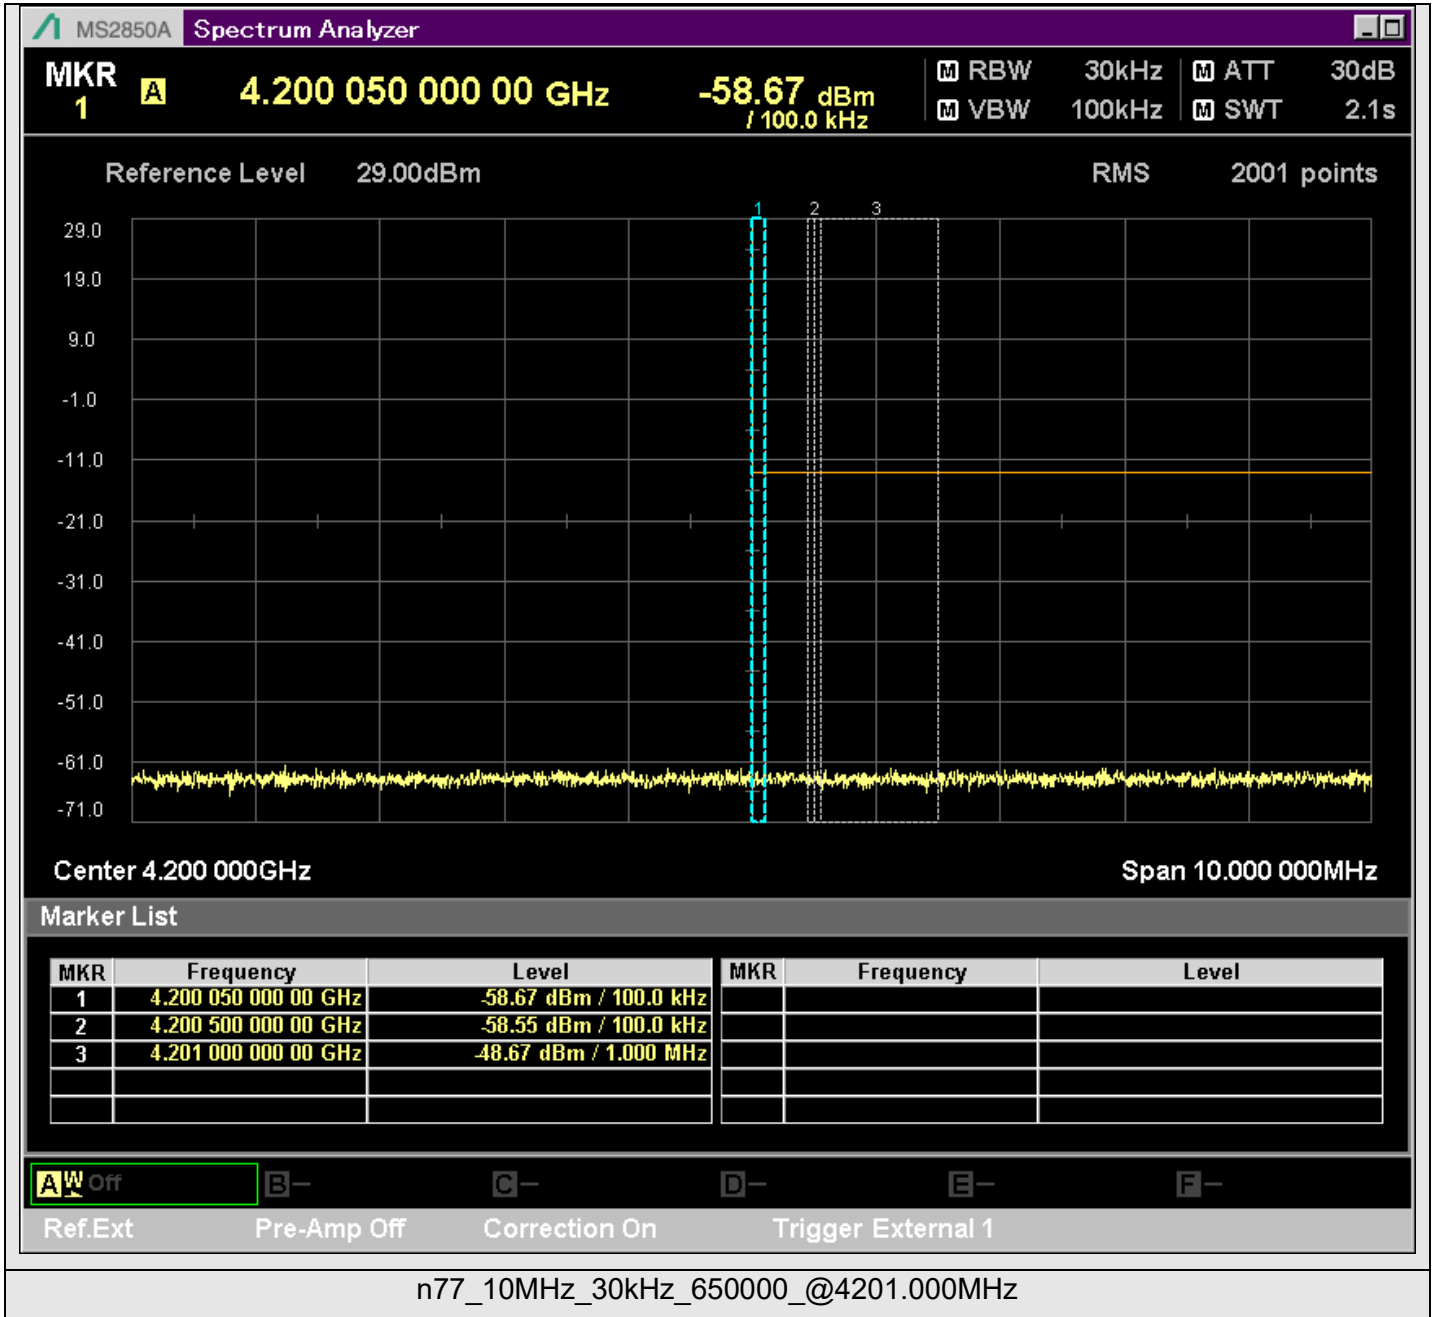 MS2850A Spectrum Analyzer
MKR 1 A 4.200 050 000 00 GHz -58.67 dBm / 100.0 kHz
M RBW 30kHz M ATT 30dB
M VBW 100kHz M SWT 2.1s
Reference Level 29.00dBm RMS 2001 points
1 2 3
29.0
19.0
9.0
-1.0
-11.0
-21.0
-31.0
-41.0
-51.0
-61.0
-71.0
Center 4.200 000GHz Span 10.000 000MHz
Marker List
MKR Frequency Level MKR Frequency Level
1 4.200 050 000 00 GHz -58.67 dBm / 100.0 kHz
2 4.200 500 000 00 GHz -58.55 dBm / 100.0 kHz
3 4.201 000 000 00 GHz -48.67 dBm / 1.000 MHz
A W Off B – C – D – E – F –
Ref.Ext Pre-Amp Off Correction On Trigger External 1
n77_10MHz_30kHz_650000_@4201.000MHz